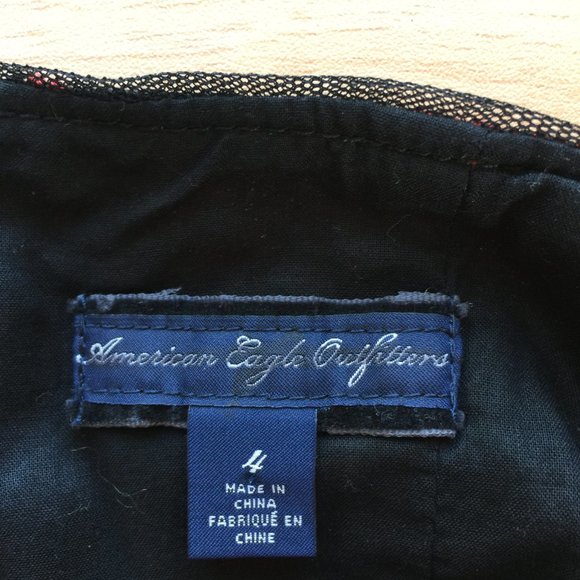 American Eagle Outfitters
4
MADE IN
CHINA
FABRIQUÉ EN
CHINE